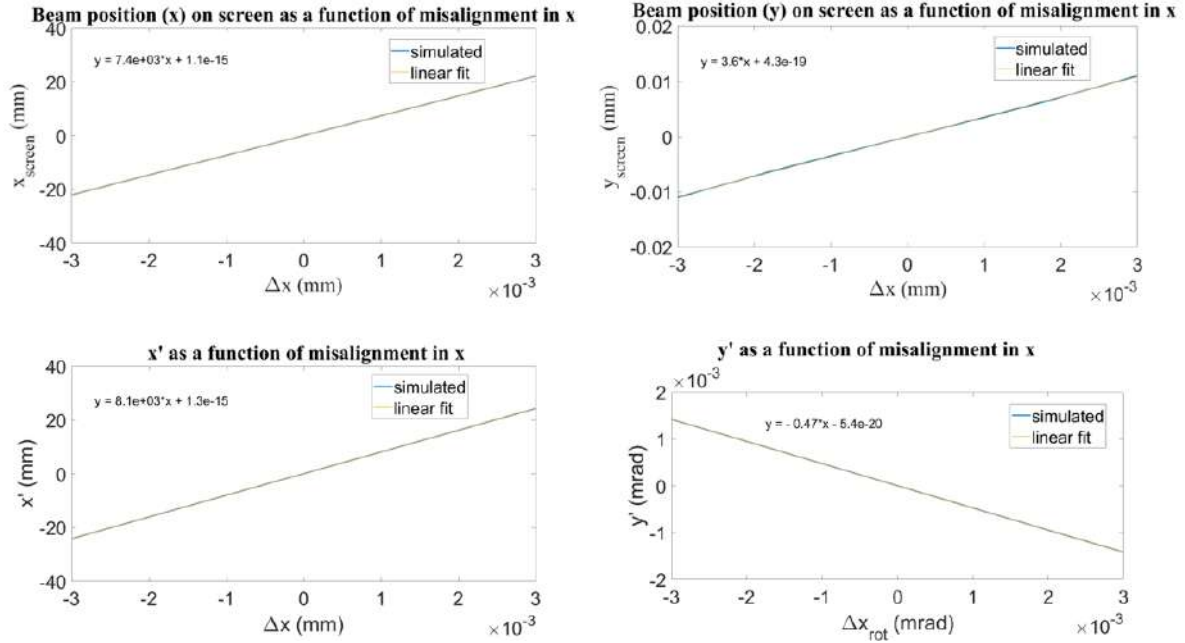 Beam position (x) on screen as a function of misalignment in x
40
20
0
-20
-40
x_screen (mm)
y = 7.4e+03*x + 1.1e-15
simulated
linear fit
-3 -2 -1 0 1 2 3
Δx (mm)
×10^-3
Beam position (y) on screen as a function of misalignment in x
0.02
0.01
0
-0.01
-0.02
y_screen (mm)
y = 3.6*x + 4.3e-19
simulated
linear fit
-3 -2 -1 0 1 2 3
Δx (mm)
×10^-3
x' as a function of misalignment in x
40
20
0
-20
-40
x' (mm)
y = 8.1e+03*x + 1.3e-15
simulated
linear fit
-3 -2 -1 0 1 2 3
Δx (mm)
×10^-3
y' as a function of misalignment in x
×10^-3
2
1
0
-1
-2
y' (mrad)
y = - 0.47*x - 5.4e-20
simulated
linear fit
-3 -2 -1 0 1 2 3
Δx_rot (mrad)
×10^-3